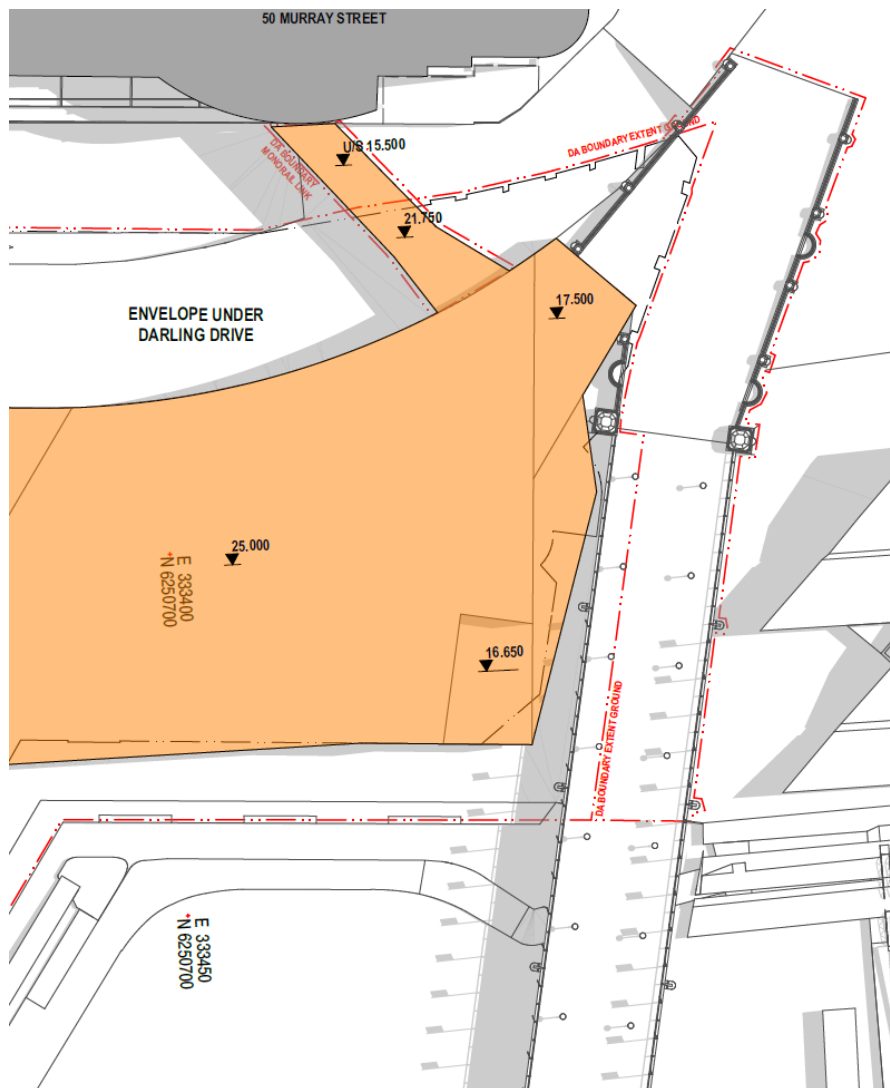 50 MURRAY STREET
U/S 15.500
DA BOUNDARY EXTENT GROUND
DA BOUNDARY
MONORAIL LINK
21.750
17.500
ENVELOPE UNDER
DARLING DRIVE
25.000
E 333400
N 6250700
16.650
DA BOUNDARY EXTENT GROUND
E 333450
N 6250700